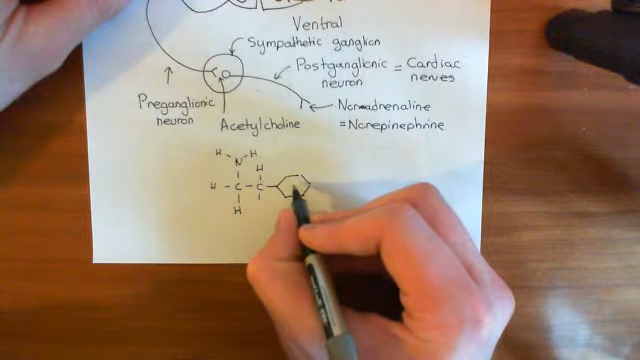 Ventral
Sympathetic ganglion
Postganglionic neuron = Cardiac nerves
Preganglionic neuron
Acetylcholine
Noradrenaline
=Norepinephrine
H H
N H
H - C - C
H